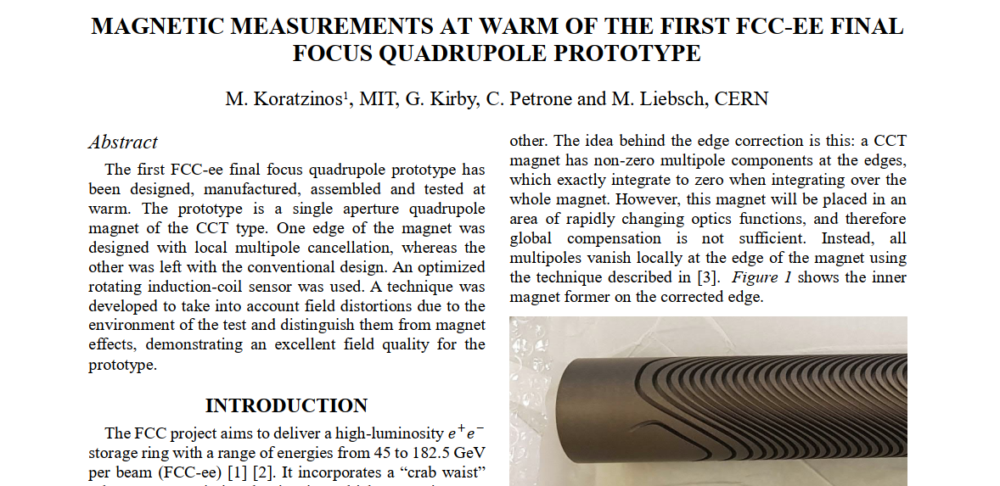 MAGNETIC MEASUREMENTS AT WARM OF THE FIRST FCC-EE FINAL
FOCUS QUADRUPOLE PROTOTYPE
M. Koratzinos¹, MIT, G. Kirby, C. Petrone and M. Liebsch, CERN
Abstract
The first FCC-ee final focus quadrupole prototype has
been designed, manufactured, assembled and tested at
warm. The prototype is a single aperture quadrupole
magnet of the CCT type. One edge of the magnet was
designed with local multipole cancellation, whereas the
other was left with the conventional design. An optimized
rotating induction-coil sensor was used. A technique was
developed to take into account field distortions due to the
environment of the test and distinguish them from magnet
effects, demonstrating an excellent field quality for the
prototype.
INTRODUCTION
The FCC project aims to deliver a high-luminosity e⁺e⁻
storage ring with a range of energies from 45 to 182.5 GeV
per beam (FCC-ee) [1] [2]. It incorporates a “crab waist”
other. The idea behind the edge correction is this: a CCT
magnet has non-zero multipole components at the edges,
which exactly integrate to zero when integrating over the
whole magnet. However, this magnet will be placed in an
area of rapidly changing optics functions, and therefore
global compensation is not sufficient. Instead, all
multipoles vanish locally at the edge of the magnet using
the technique described in [3]. Figure 1 shows the inner
magnet former on the corrected edge.